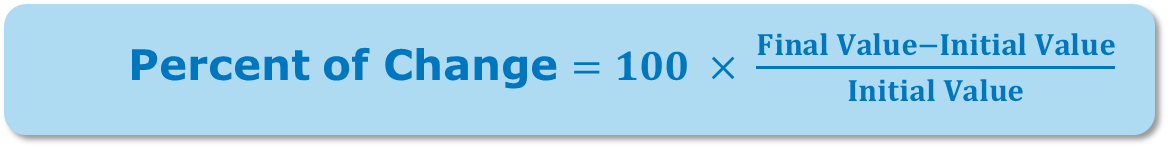 Percent of Change = 100 × Final Value−Initial Value
Initial Value